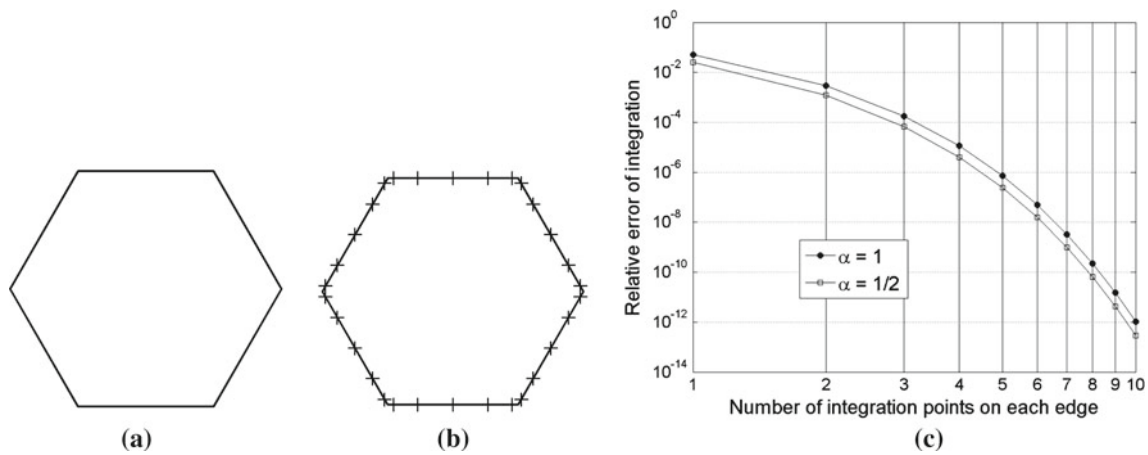 10^0
10^-2
10^-4
10^-6
10^-8
10^-10
10^-12
10^-14
Relative error of integration
α = 1
α = 1/2
1 2 3 4 5 6 7 8 9 10
Number of integration points on each edge
(a) (b) (c)